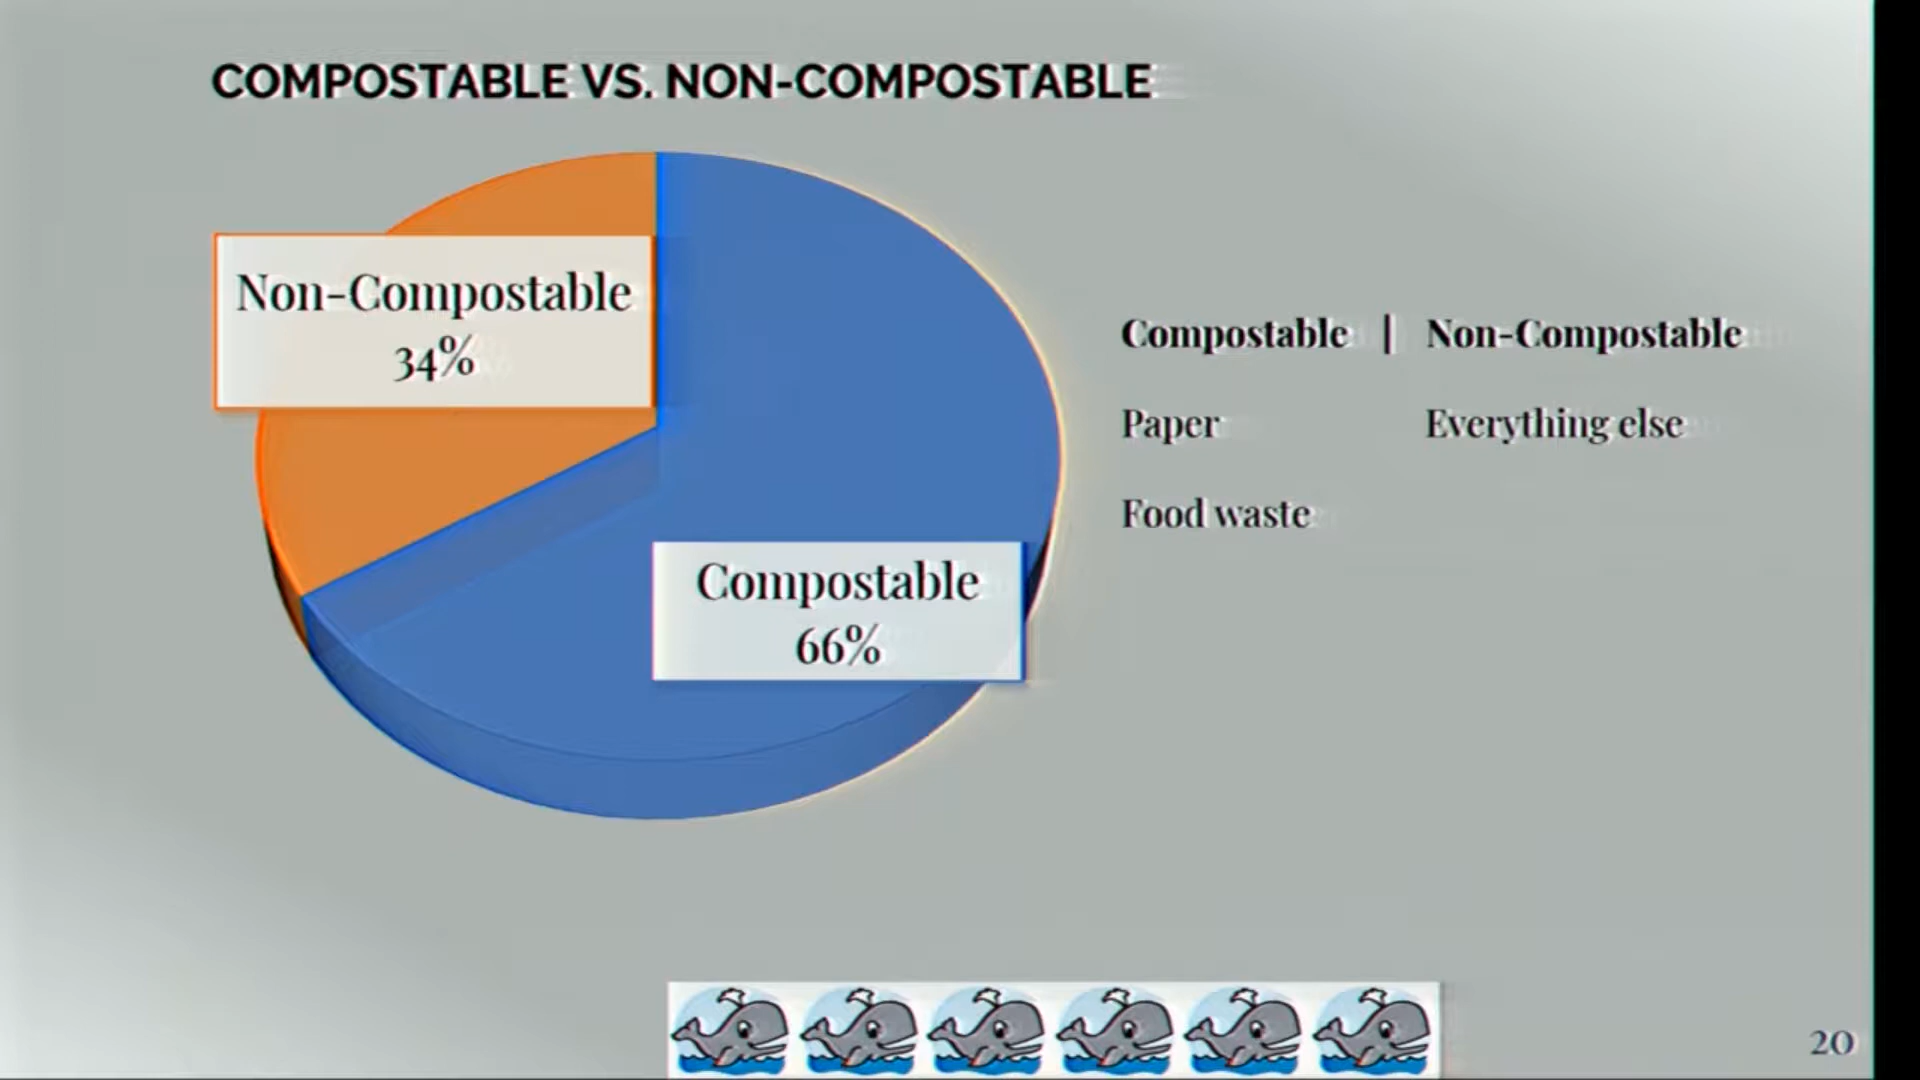 COMPOSTABLE VS. NON-COMPOSTABLE
Non-Compostable
34%
Compostable
66%
Compostable | Non-Compostable
Paper Everything else
Food waste
20